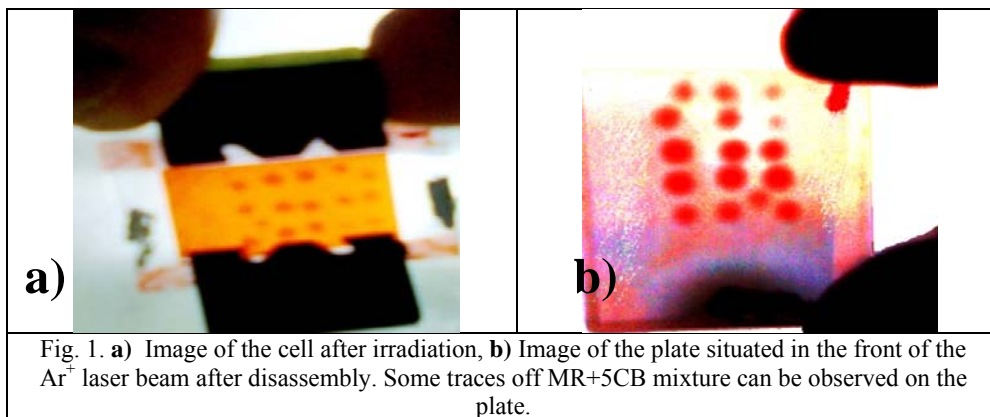 a)
b)
Fig. 1. a) Image of the cell after irradiation, b) Image of the plate situated in the front of the
Ar+ laser beam after disassembly. Some traces off MR+5CB mixture can be observed on the
plate.